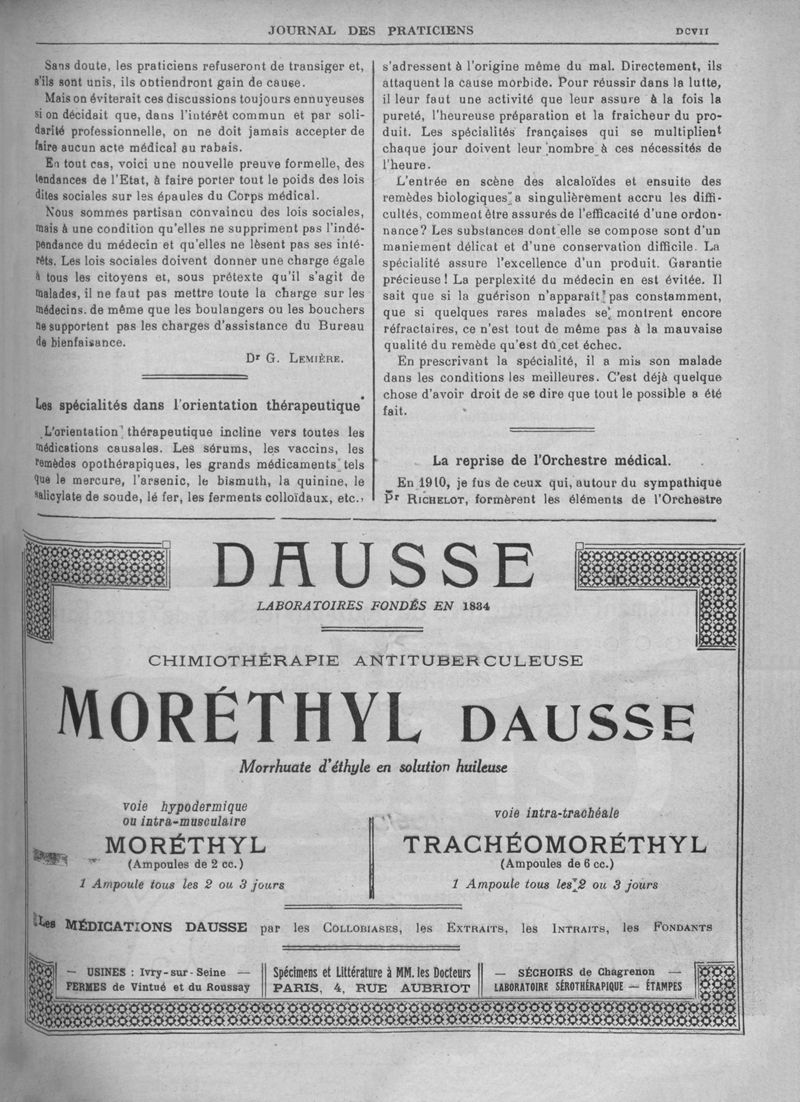 JOURNAL DES PRATICIENS
DCVII
Sans doute, les praticiens refuseront de transiger et,
s'ils sont unis, ils obtiendront gain de cause.
Mais on éviterait ces discussions toujours ennuyeuses
si on décidait que, dans l'intérêt commun et par soli-
darité professionnelle, on ne doit jamais accepter de
faire aucun acte médical au rabais.
En tout cas, voici une nouvelle preuve formelle, des
tendances de l'Etat, à faire porter tout le poids des lois
dites sociales sur les épaules du Corps médical.
Nous sommes partisan convaincu des lois sociales,
mais à une condition qu'elles ne suppriment pas l'indé-
pendance du médecin et qu'elles ne lèsent pas ses inté-
rêts. Les lois sociales doivent donner une charge égale
à tous les citoyens et, sous prétexte qu'il s'agit de
malades, il ne faut pas mettre toute la charge sur les
médecins. de même que les boulangers ou les bouchers
ne supportent pas les charges d'assistance du Bureau
de bienfaisance.
Dr G. LEMIÈRE.
Les spécialités dans l'orientation thérapeutique
L'orientation thérapeutique incline vers toutes les
médications causales. Les sérums, les vaccins, les
remèdes opothérapiques, les grands médicaments tels
que le mercure, l'arsenic, le bismuth, la quinine, le
salicylate de soude, lé fer, les ferments colloïdaux, etc.,
s'adressent à l'origine même du mal. Directement, ils
attaquent la cause morbide. Pour réussir dans la lutte,
il leur faut une activité que leur assure à la fois la
pureté, l'heureuse préparation et la fraicheur du pro-
duit. Les spécialités françaises qui se multiplient
chaque jour doivent leur nombre à ces nécessités de
l'heure.
L'entrée en scène des alcaloïdes et ensuite des
remèdes biologiques a singulièrement accru les diffi-
cultés, comment être assurés de l'efficacité d'une ordon-
nance? Les substances dont elle se compose sont d'un
maniement délicat et d'une conservation difficile. La
spécialité assure l'excellence d'un produit. Garantie
précieuse! La perplexité du médecin en est évitée. Il
sait que si la guérison n'apparaît pas constamment,
que si quelques rares malades se montrent encore
réfractaires, ce n'est tout de même pas à la mauvaise
qualité du remède qu'est dû cet échec.
En prescrivant la spécialité, il a mis son malade
dans les conditions les meilleures. C'est déjà quelque
chose d'avoir droit de se dire que tout le possible a été
fait.
La reprise de l'Orchestre médical.
En 1910, je fus de ceux qui, autour du sympathique
Pr RICHELOT, formèrent les éléments de l'Orchestre
DAUSSE
LABORATOIRES FONDÉS EN 1834
CHIMIOTHÉRAPIE ANTITUBERCULEUSE
MORÉTHYL DAUSSE
Morrhuate d'éthyle en solution huileuse
voie hypodermique
ou intra-musculaire
MORÉTHYL
(Ampoules de 2 cc.)
1 Ampoule tous les 2 ou 3 jours
voie intra-trachéale
TRACHÉOMORÉTHYL
(Ampoules de 6 cc.)
1 Ampoule tous les 2 ou 3 jours
Les MÉDICATIONS DAUSSE par les COLLOBIASES, les EXTRAITS, les INTRAITS, les FONDANTS
— USINES : Ivry-sur-Seine —
FERMES de Vintué et du Roussay
Spécimens et Littérature à MM. les Docteurs
PARIS, 4, RUE AUBRIOT
— SÉCHOIRS de Chagrenon —
LABORATOIRE SÉROTHÉRAPIQUE — ÉTAMPES